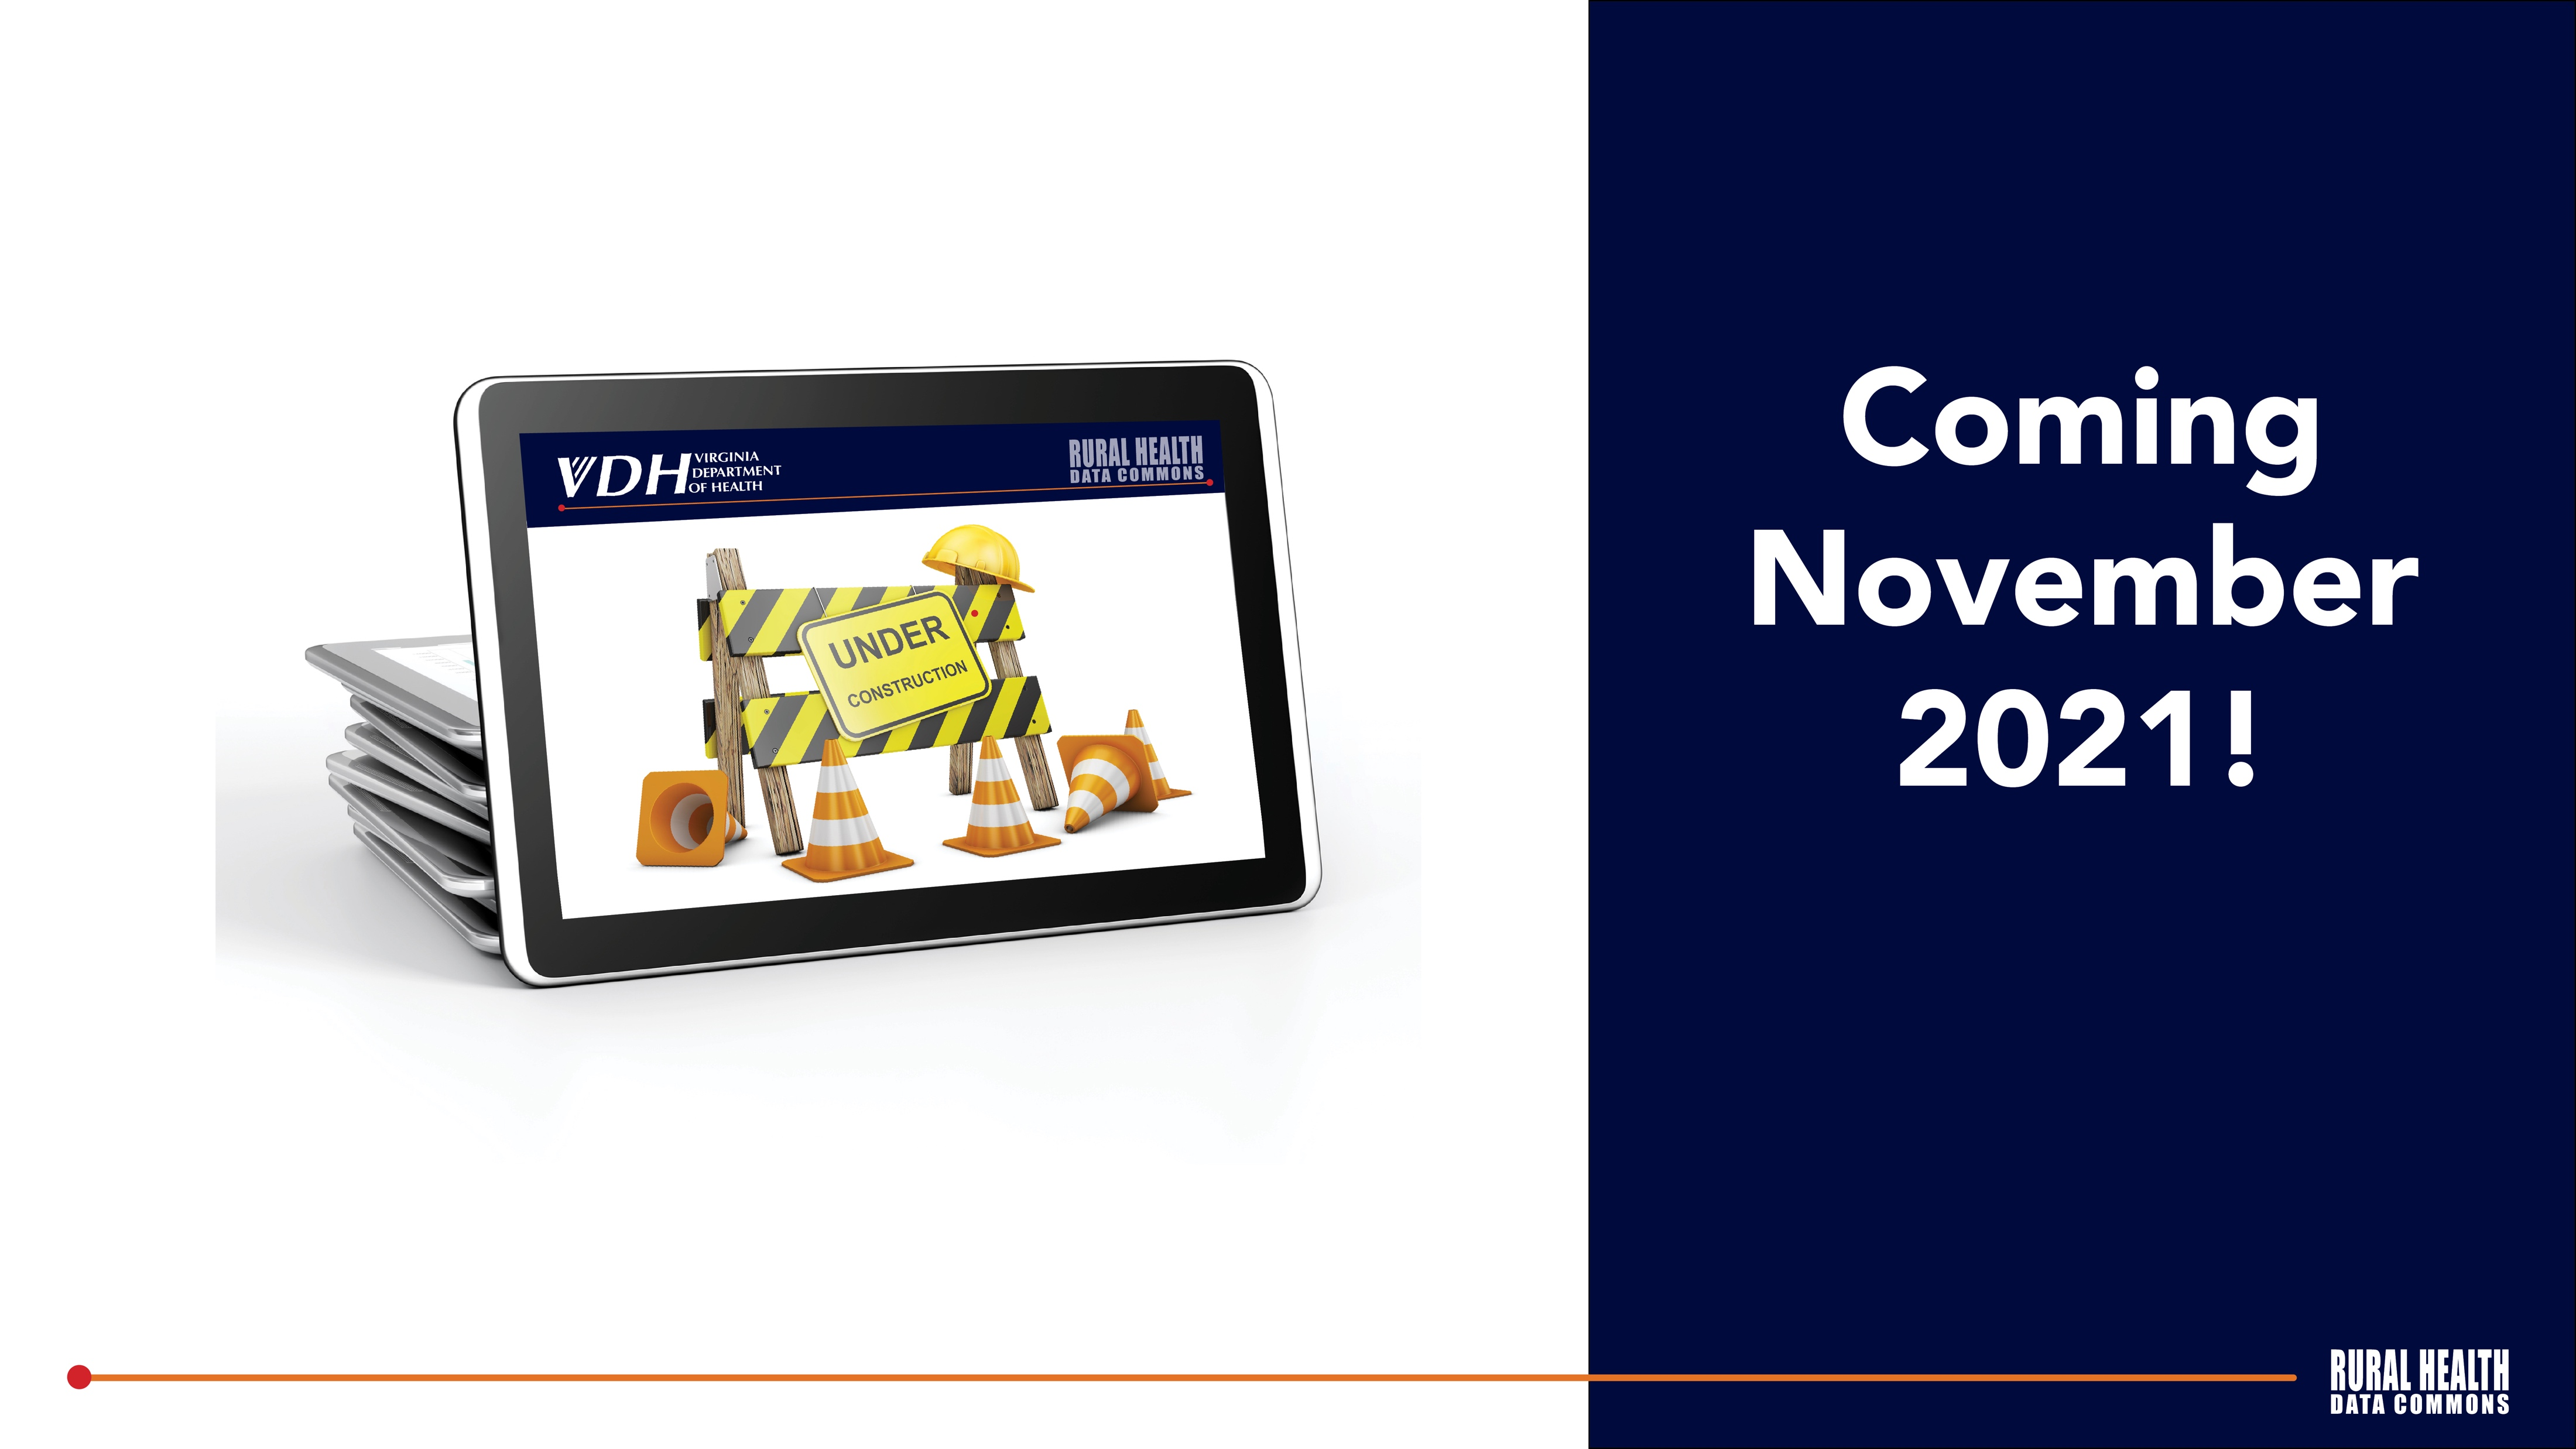 VDH VIRGINIA
DEPARTMENT
OF HEALTH
RURAL HEALTH
DATA COMMONS
UNDER
CONSTRUCTION
Coming
November
2021!
RURAL HEALTH
DATA COMMONS